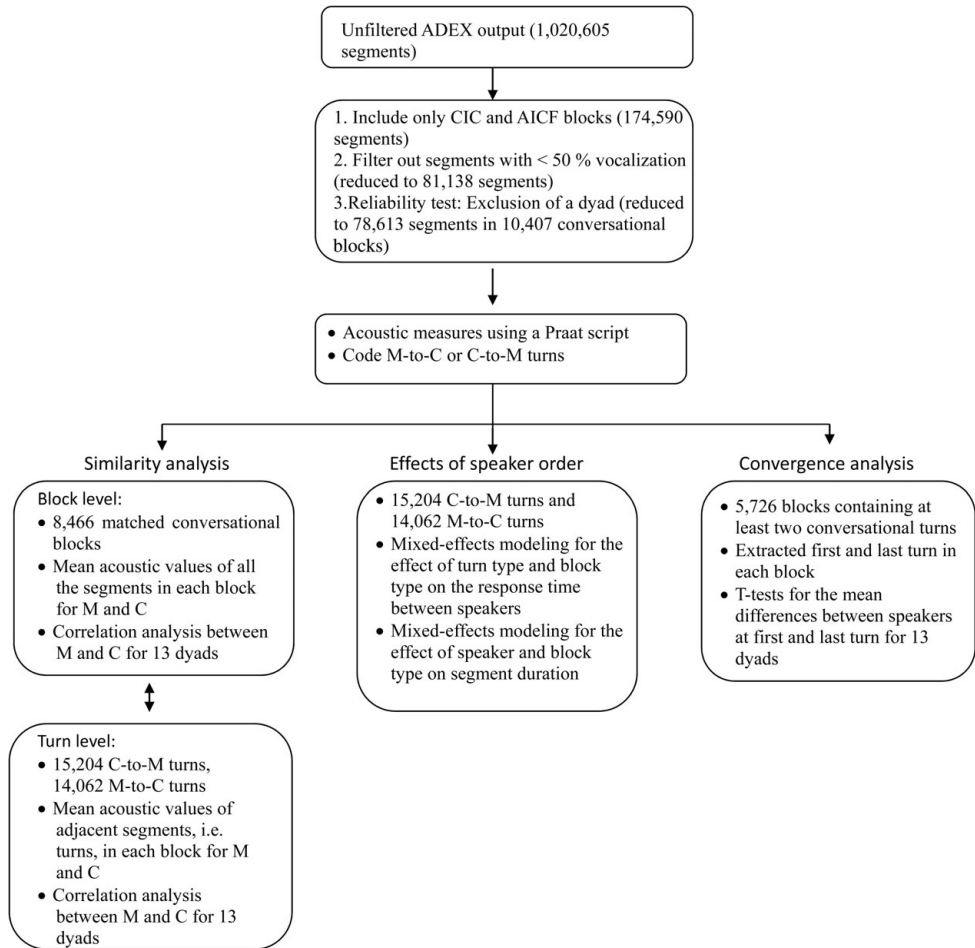 Unfiltered ADEX output (1,020,605
segments)
1. Include only CIC and AICF blocks (174,590
segments)
2. Filter out segments with < 50 % vocalization
(reduced to 81,138 segments)
3.Reliability test: Exclusion of a dyad (reduced
to 78,613 segments in 10,407 conversational
blocks)
• Acoustic measures using a Praat script
• Code M-to-C or C-to-M turns
Similarity analysis
Block level:
• 8,466 matched conversational
blocks
• Mean acoustic values of all
the segments in each block
for M and C
• Correlation analysis between
M and C for 13 dyads
Turn level:
• 15,204 C-to-M turns,
14,062 M-to-C turns
• Mean acoustic values of
adjacent segments, i.e.
turns, in each block for M
and C
• Correlation analysis
between M and C for 13
dyads
Effects of speaker order
• 15,204 C-to-M turns and
14,062 M-to-C turns
• Mixed-effects modeling for the
effect of turn type and block
type on the response time
between speakers
• Mixed-effects modeling for the
effect of speaker and block
type on segment duration
Convergence analysis
• 5,726 blocks containing at
least two conversational turns
• Extracted first and last turn in
each block
• T-tests for the mean
differences between speakers
at first and last turn for 13
dyads